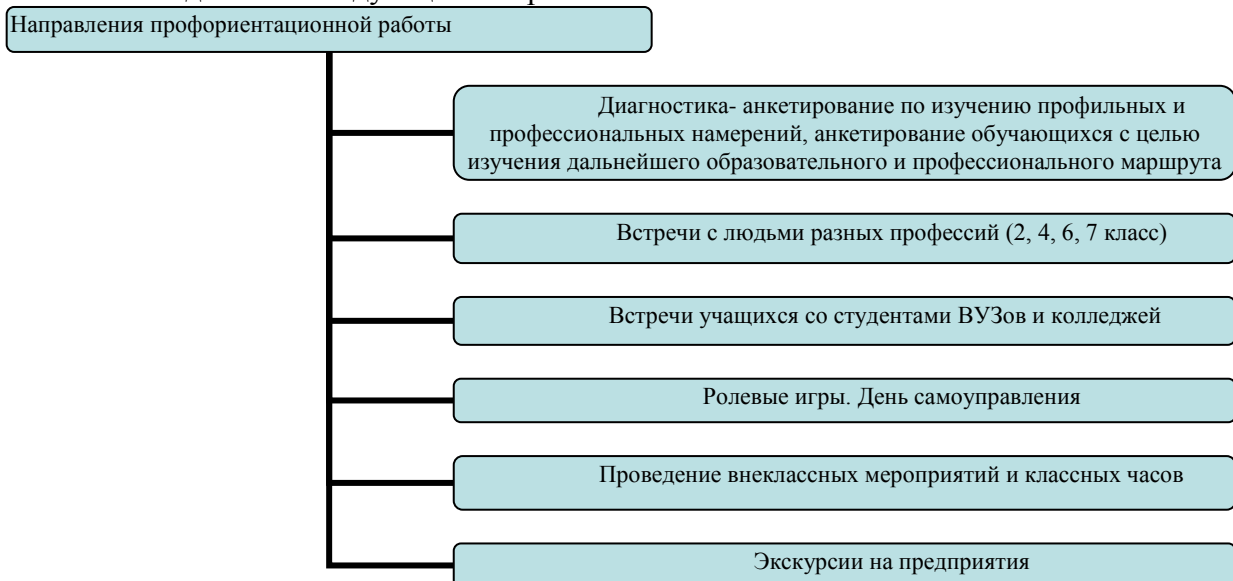 Направления профориентационной работы
Диагностика- анкетирование по изучению профильных и
профессиональных намерений, анкетирование обучающихся с целью
изучения дальнейшего образовательного и профессионального маршрута
Встречи с людьми разных профессий (2, 4, 6, 7 класс)
Встречи учащихся со студентами ВУЗов и колледжей
Ролевые игры. День самоуправления
Проведение внеклассных мероприятий и классных часов
Экскурсии на предприятия